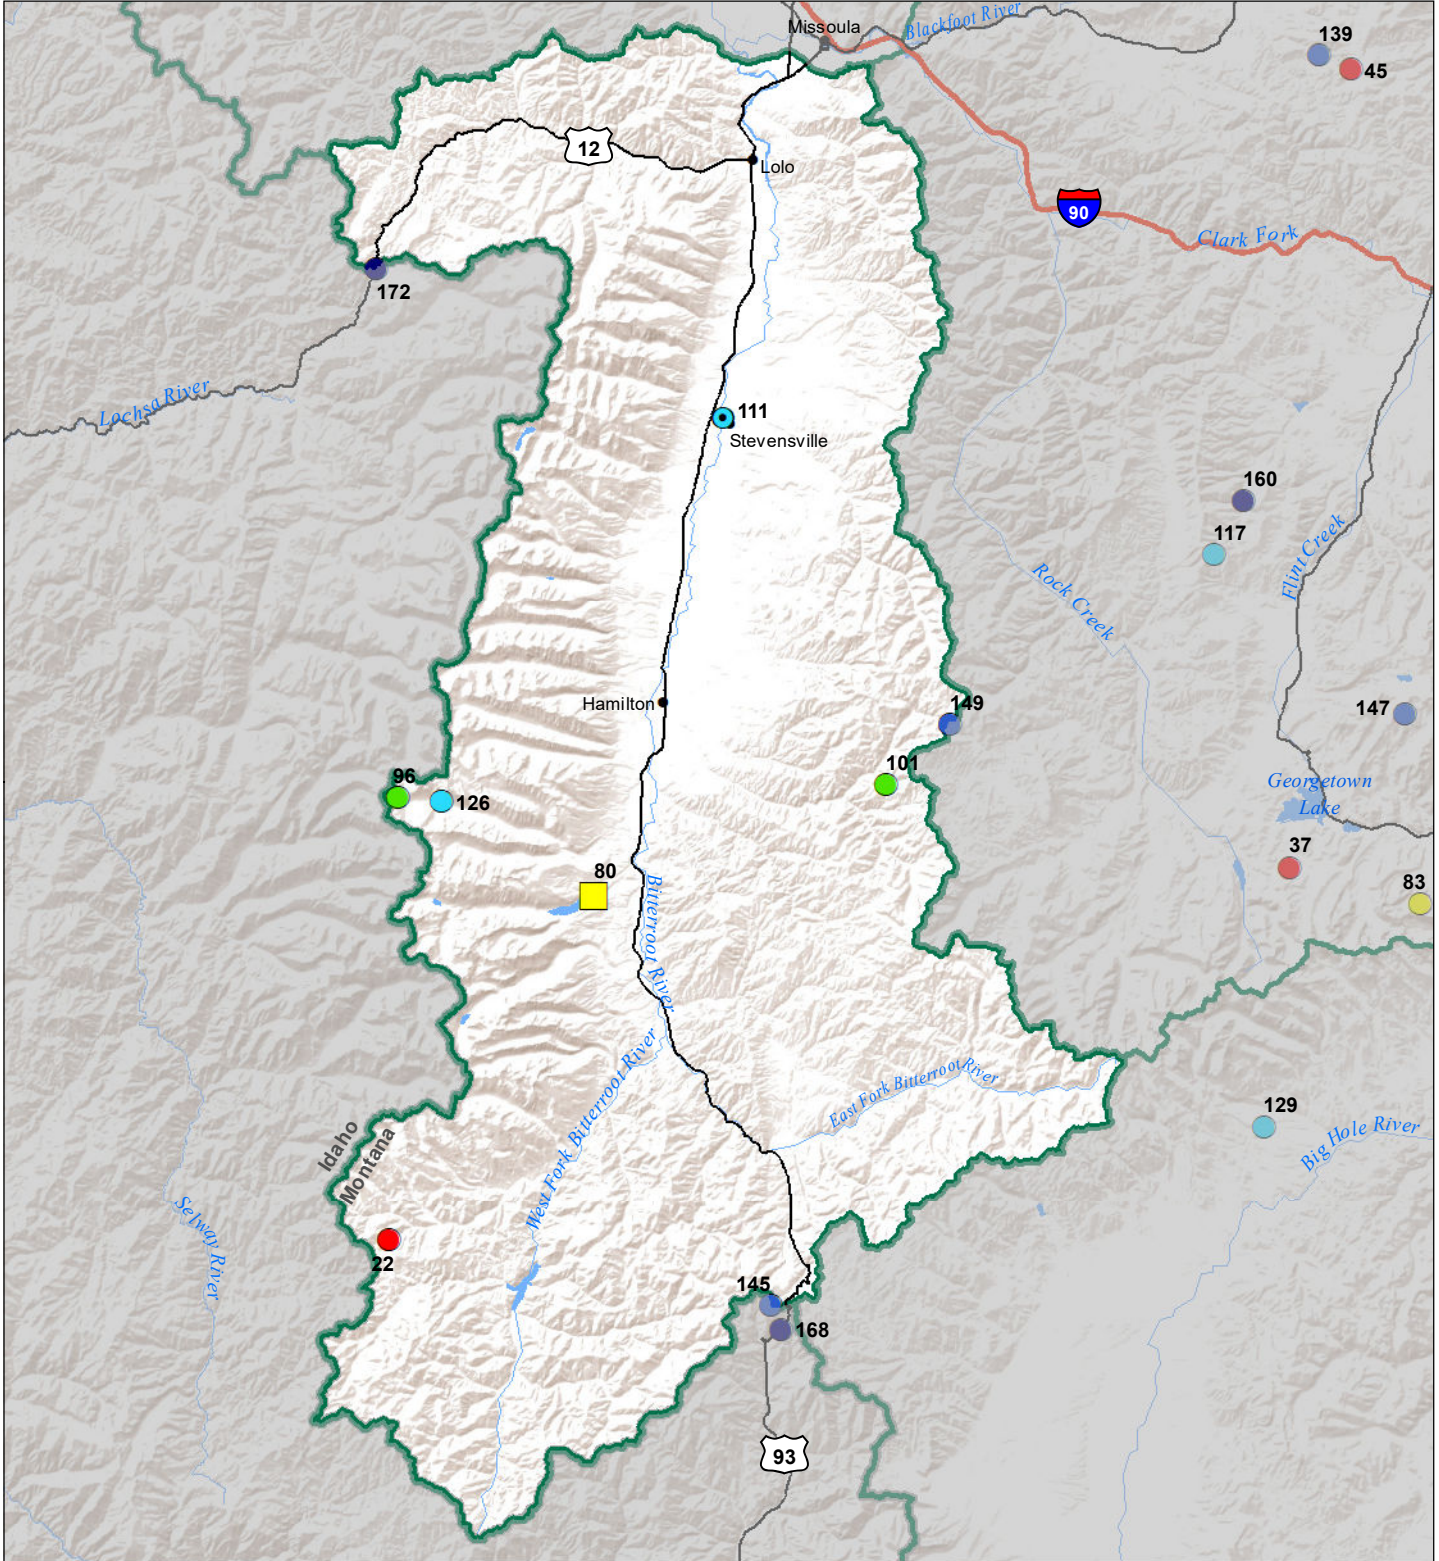 Missoula
Blackfoot River
139
45
12
Lolo
90
Clark Fork
172
Lochsa River
111
Stevensville
160
117
Flint Creek
Rock Creek
Hamilton
149
147
101
96
126
Georgetown
Lake
80
37
83
Bitterroot River
West Fork Bitterroot River
East Fork Bitterroot River
129
Big Hole River
Idaho
Montana
Selway River
22
145
168
93